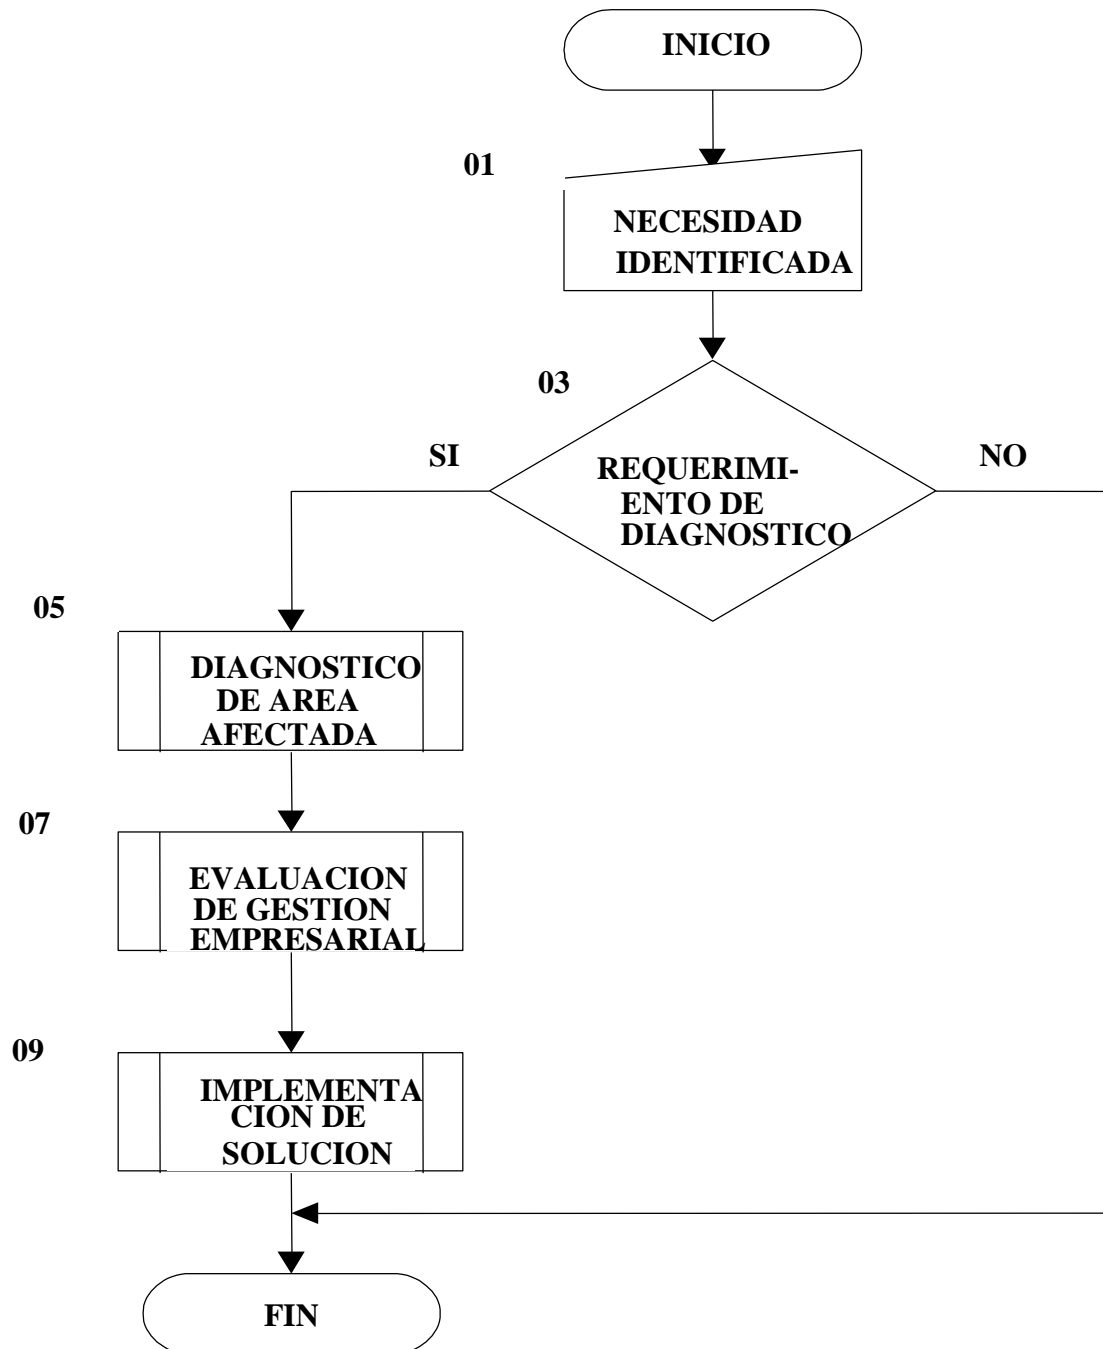 INICIO
01
NECESIDAD
IDENTIFICADA
03
SI
NO
REQUERIMI-
ENTO DE
DIAGNOSTICO
05
DIAGNOSTICO
DE AREA
AFECTADA
07
EVALUACION
DE GESTION
EMPRESARIAL
09
IMPLEMENTA
CION DE
SOLUCION
FIN